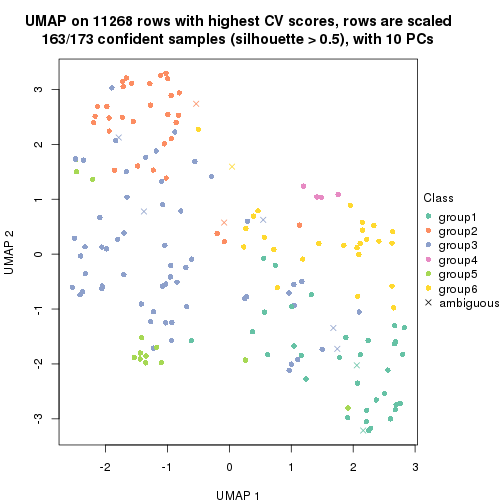 UMAP on 11268 rows with highest CV scores, rows are scaled
163/173 confident samples (silhouette > 0.5), with 10 PCs
3
2
1
0
-1
-2
-3
UMAP 2
-2
-1
0
1
2
3
UMAP 1
Class
group1
group2
group3
group4
group5
group6
ambiguous